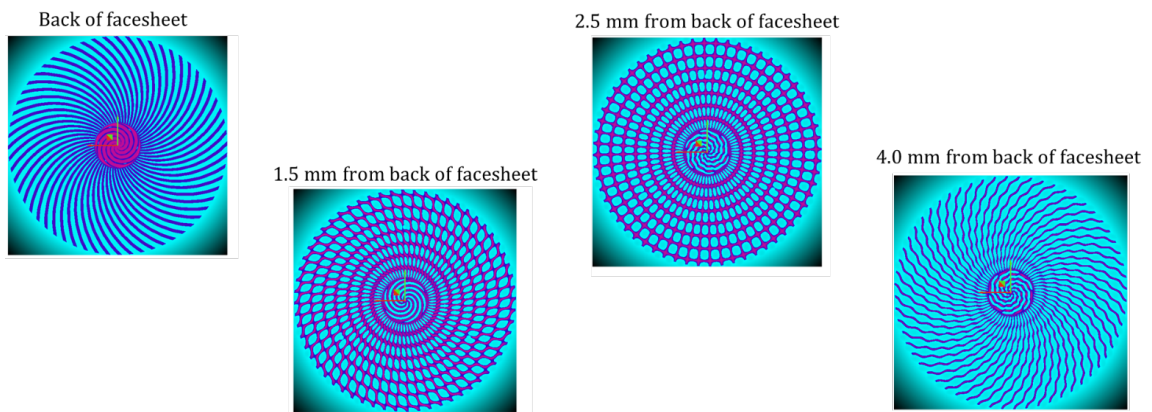 Back of facesheet
1.5 mm from back of facesheet
2.5 mm from back of facesheet
4.0 mm from back of facesheet